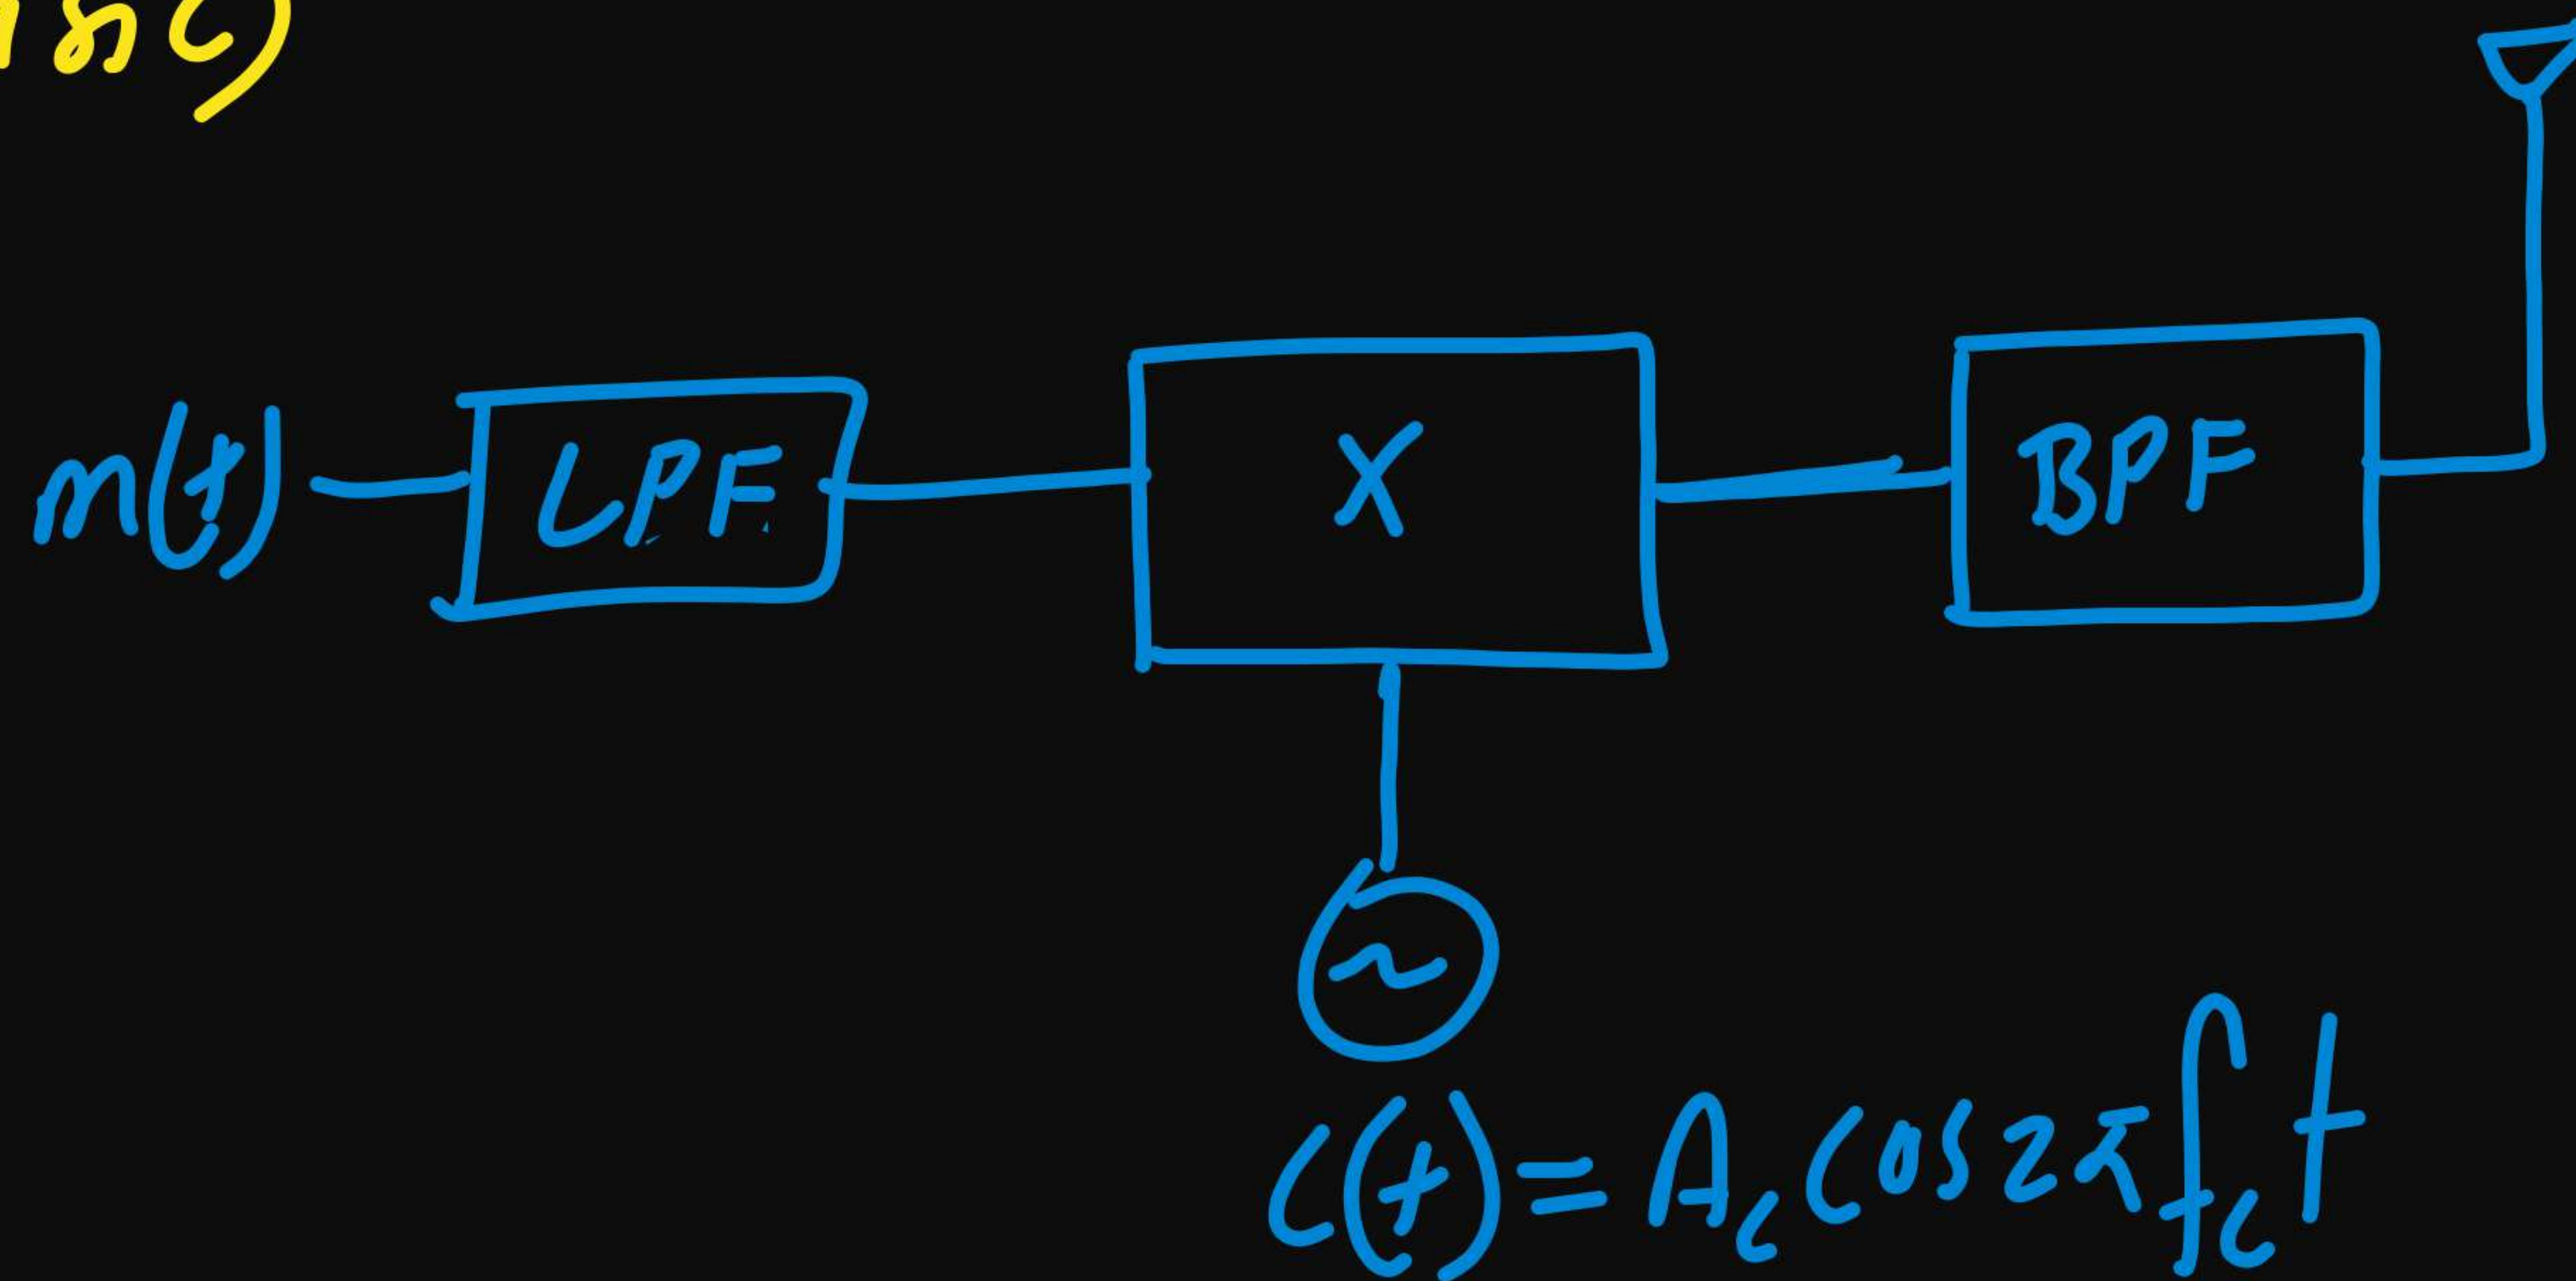 m(t) LPF X BPF
~
c(t) = A_c cos 2πf_c t